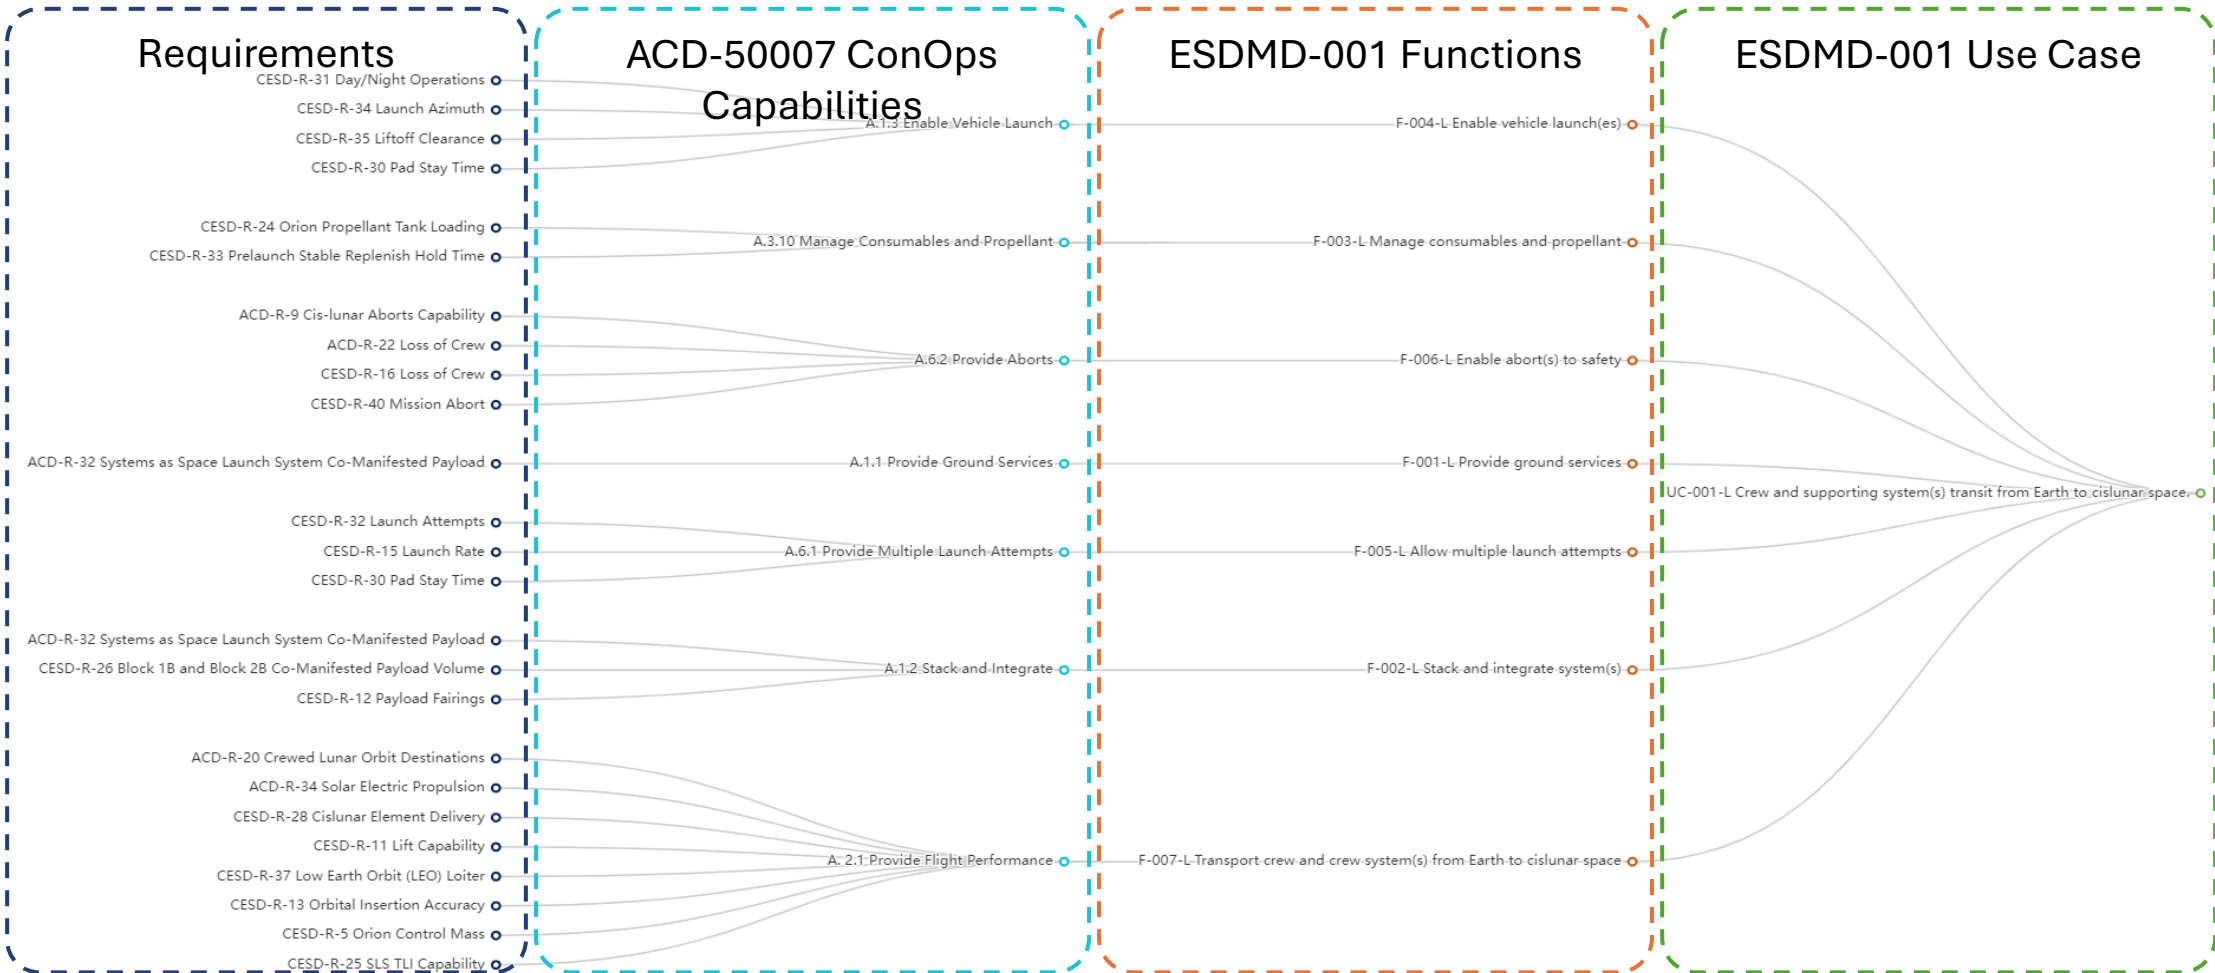 Requirements
CESD-R-31 Day/Night Operations
CESD-R-34 Launch Azimuth
CESD-R-35 Liftoff Clearance
CESD-R-30 Pad Stay Time
CESD-R-24 Orion Propellant Tank Loading
CESD-R-33 Prelaunch Stable Replenish Hold Time
ACD-R-9 Cis-lunar Aborts Capability
ACD-R-22 Loss of Crew
CESD-R-16 Loss of Crew
CESD-R-40 Mission Abort
ACD-R-32 Systems as Space Launch System Co-Manifested Payload
CESD-R-32 Launch Attempts
CESD-R-15 Launch Rate
CESD-R-30 Pad Stay Time
ACD-R-32 Systems as Space Launch System Co-Manifested Payload
CESD-R-26 Block 1B and Block 2B Co-Manifested Payload Volume
CESD-R-12 Payload Fairings
ACD-R-20 Crewed Lunar Orbit Destinations
ACD-R-34 Solar Electric Propulsion
CESD-R-28 Cislunar Element Delivery
CESD-R-11 Lift Capability
CESD-R-37 Low Earth Orbit (LEO) Loiter
CESD-R-13 Orbital Insertion Accuracy
CESD-R-5 Orion Control Mass
CESD-R-25 SLS TLI Capability
ACD-50007 ConOps
Capabilities
A.1.3 Enable Vehicle Launch
A.3.10 Manage Consumables and Propellant
A.6.2 Provide Aborts
A.1.1 Provide Ground Services
A.6.1 Provide Multiple Launch Attempts
A.1.2 Stack and Integrate
A. 2.1 Provide Flight Performance
ESDMD-001 Functions
F-004-L Enable vehicle launch(es)
F-003-L Manage consumables and propellant
F-006-L Enable abort(s) to safety
F-001-L Provide ground services
F-005-L Allow multiple launch attempts
F-002-L Stack and integrate system(s)
F-007-L Transport crew and crew system(s) from Earth to cislunar space
ESDMD-001 Use Case
UC-001-L Crew and supporting system(s) transit from Earth to cislunar space.